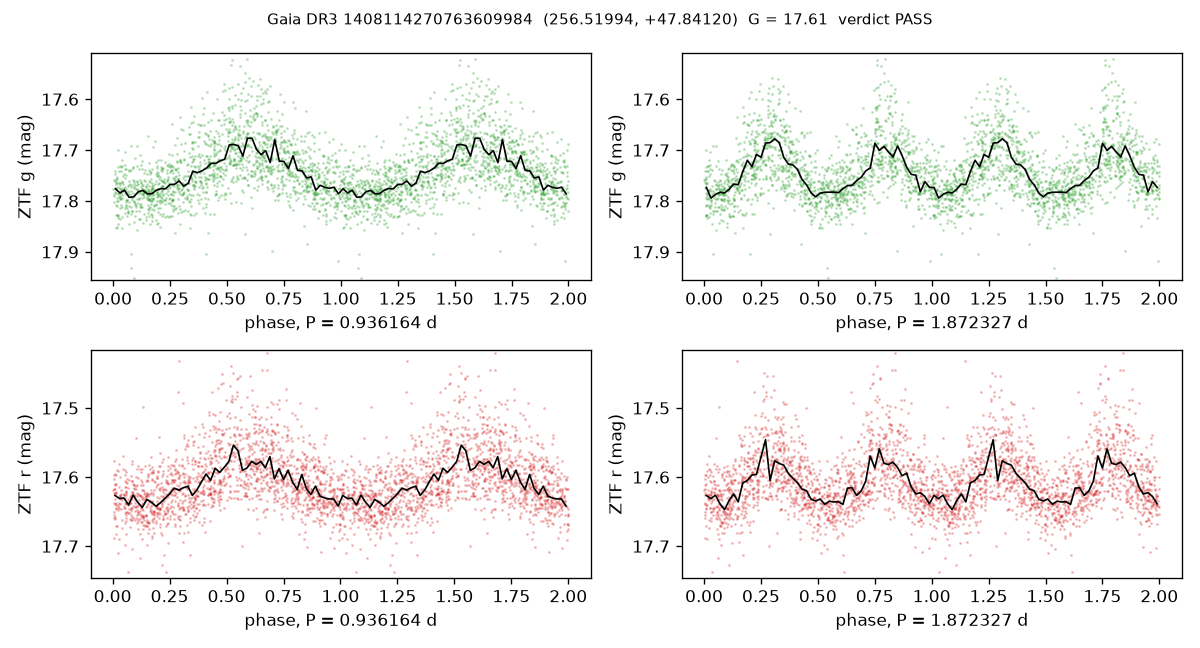 Gaia DR3 1408114270763609984 (256.51994, +47.84120) G = 17.61 verdict PASS
ZTF g (mag)
17.6
17.7
17.8
17.9
0.00 0.25 0.50 0.75 1.00 1.25 1.50 1.75 2.00
phase, P = 0.936164 d
ZTF g (mag)
17.6
17.7
17.8
17.9
0.00 0.25 0.50 0.75 1.00 1.25 1.50 1.75 2.00
phase, P = 1.872327 d
ZTF r (mag)
17.5
17.6
17.7
0.00 0.25 0.50 0.75 1.00 1.25 1.50 1.75 2.00
phase, P = 0.936164 d
ZTF r (mag)
17.5
17.6
17.7
0.00 0.25 0.50 0.75 1.00 1.25 1.50 1.75 2.00
phase, P = 1.872327 d